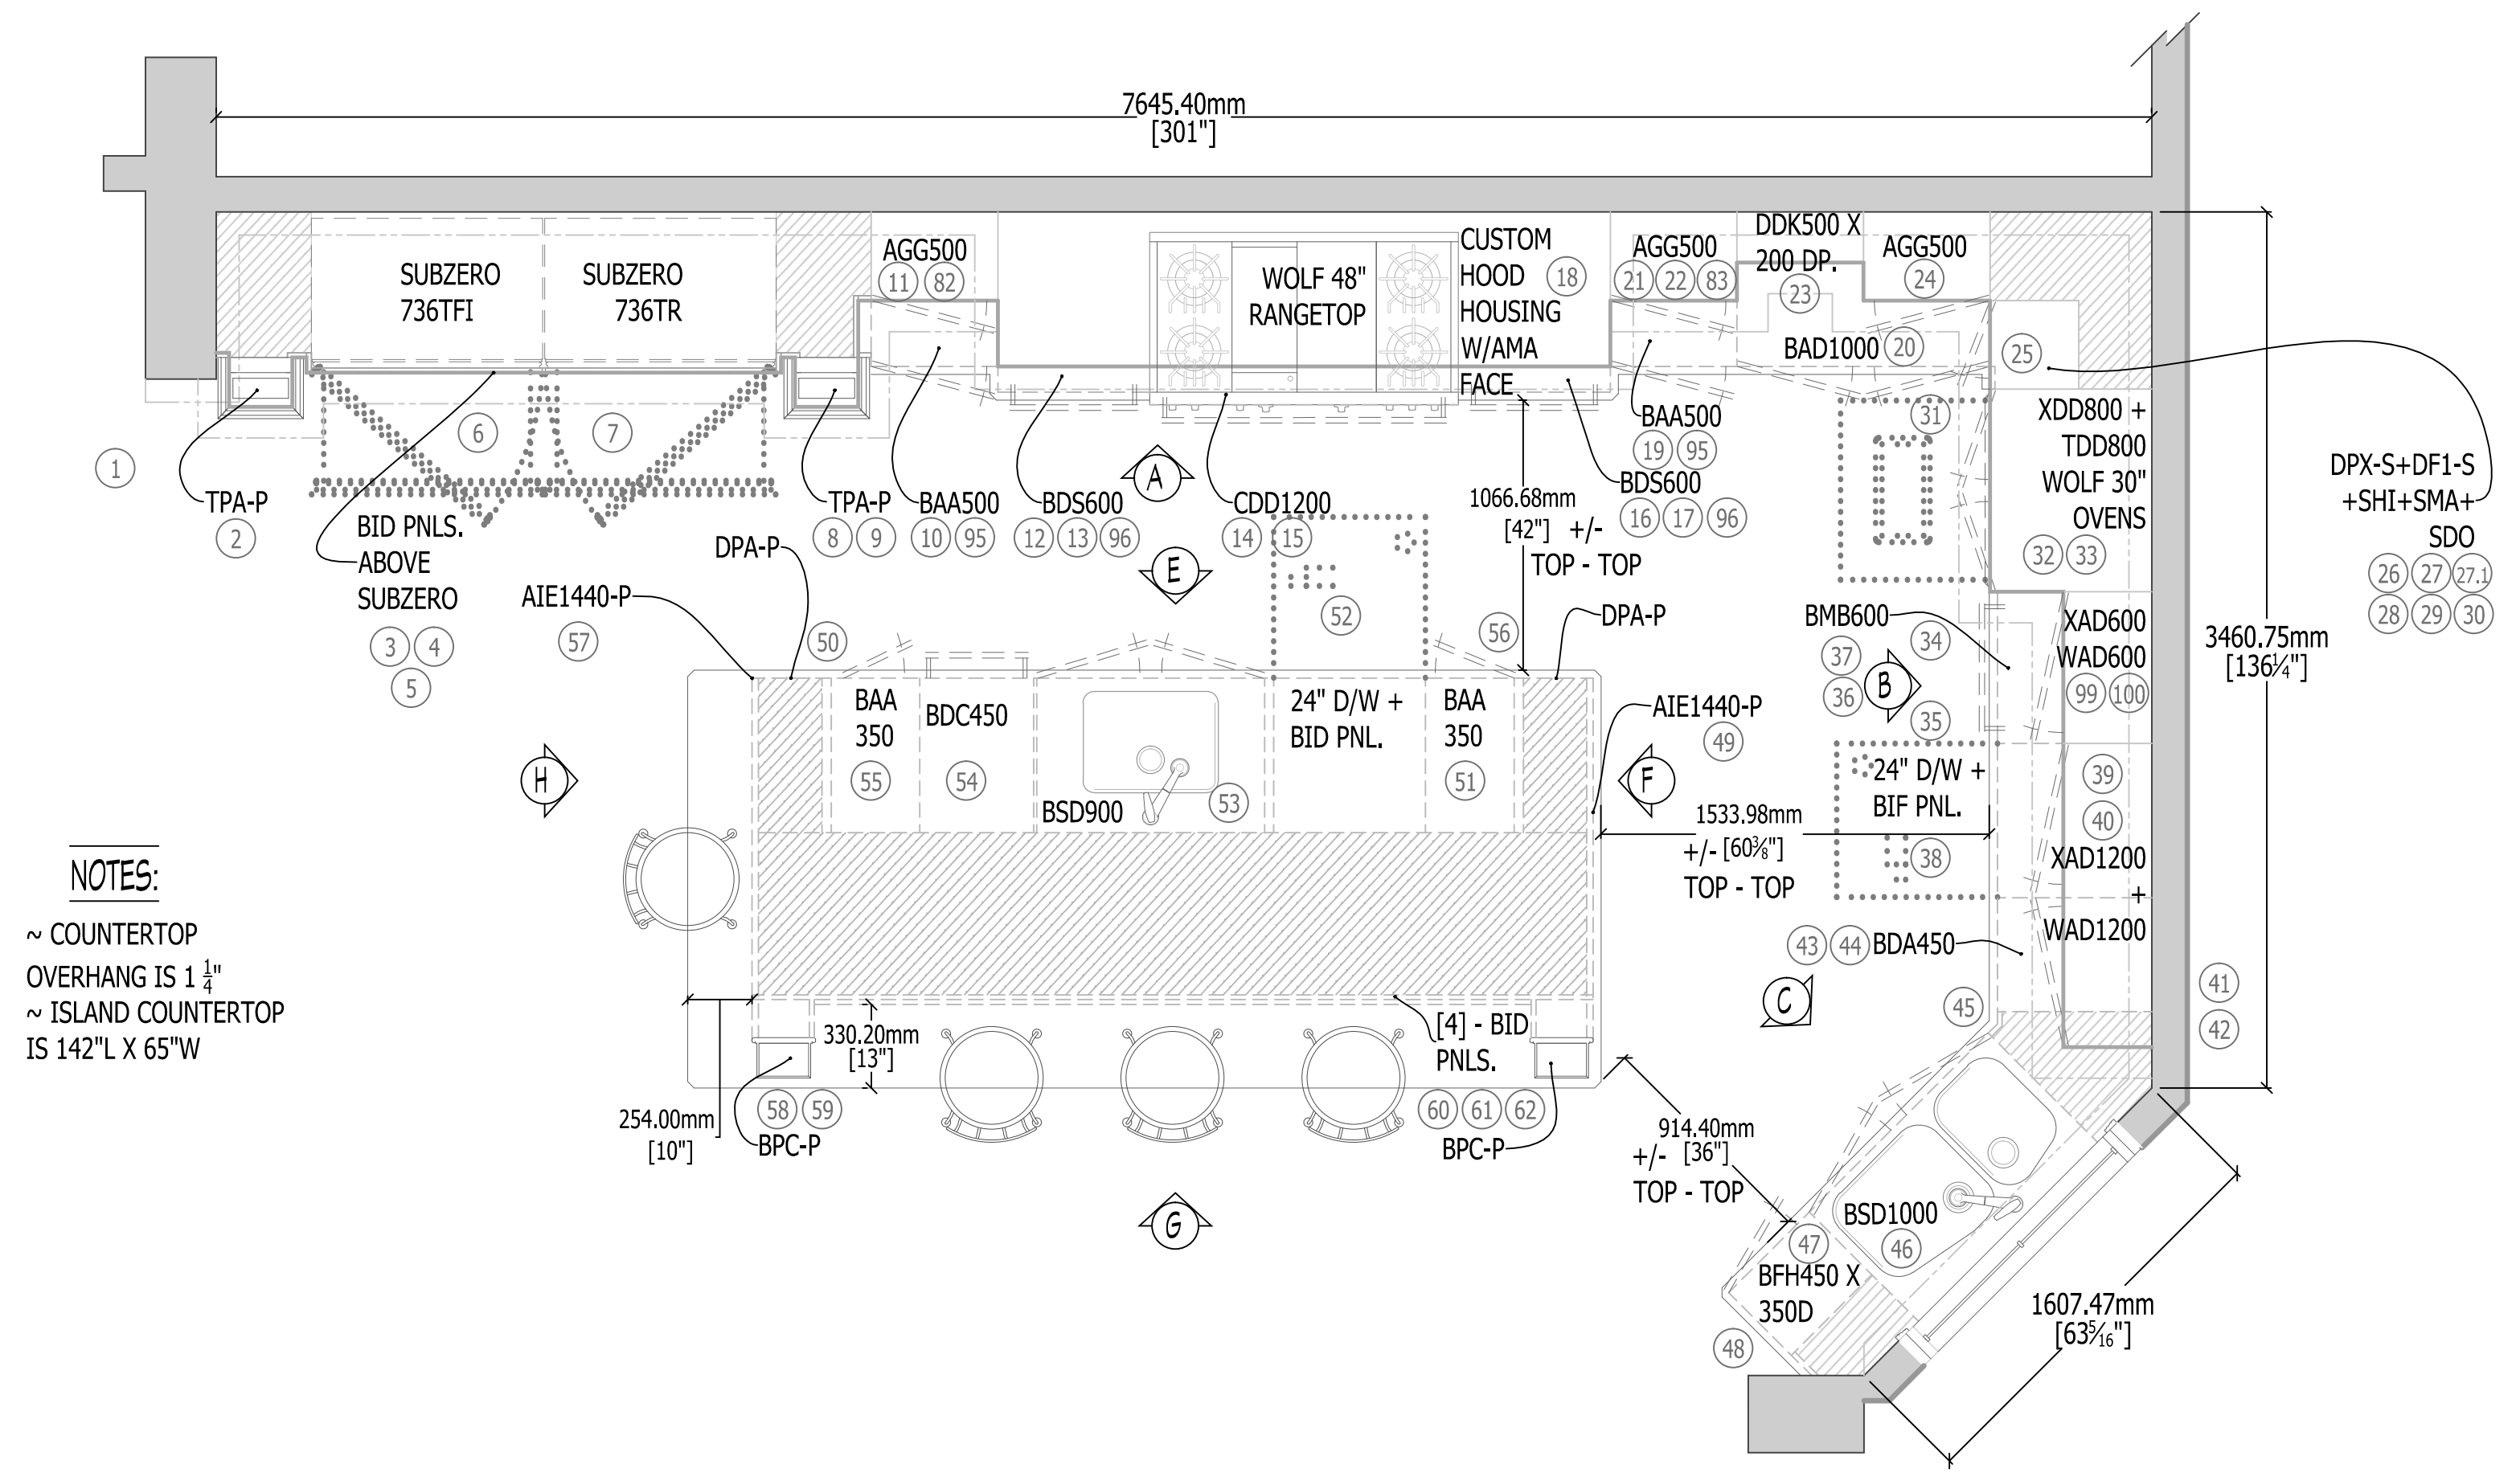 7645.40mm
[301"]
SUBZERO
736TFI
SUBZERO
736TR
AGG500
11 82
WOLF 48"
RANGETOP
CUSTOM
HOOD 18
HOUSING
W/AMA
FACE
AGG500
21 22 83
DDK500 X
200 DP.
23
AGG500
24
BAD1000 20
25
1
6
7
TPA-P
2
BID PNLS.
ABOVE
SUBZERO
3 4
5
TPA-P
8 9
BAA500
10 95
BDS600
12 13 96
A
CDD1200
14 15
1066.68mm
[42"] +/-
TOP - TOP
BAA500
19 95
BDS600
16 17 96
31
XDD800 +
TDD800
WOLF 30"
OVENS
32 33
DPX-S+DF1-S
+SHI+SMA+
SDO
26 27 27.1
28 29 30
3460.75mm
[136¼"]
DPA-P
AIE1440-P
57
50
E
52
56
DPA-P
BMB600
34
37
36
B
35
XAD600
WAD600
99 100
H
BAA
350
55
BDC450
54
BSD900
53
24" D/W +
BID PNL.
BAA
350
51
AIE1440-P
49
F
1533.98mm
+/- [60⅜"]
TOP - TOP
24" D/W +
BIF PNL.
38
39
40
XAD1200
+
WAD1200
43 44 BDA450
C
45
41
42
NOTES:
~ COUNTERTOP
OVERHANG IS 1 1/4"
~ ISLAND COUNTERTOP
IS 142"L X 65"W
330.20mm
[13"]
[4] - BID
PNLS.
254.00mm
[10"]
58 59
BPC-P
60 61 62
BPC-P
G
914.40mm
+/- [36"]
TOP - TOP
BSD1000
46
47
BFH450 X
350D
48
1607.47mm
[63 5/16"]